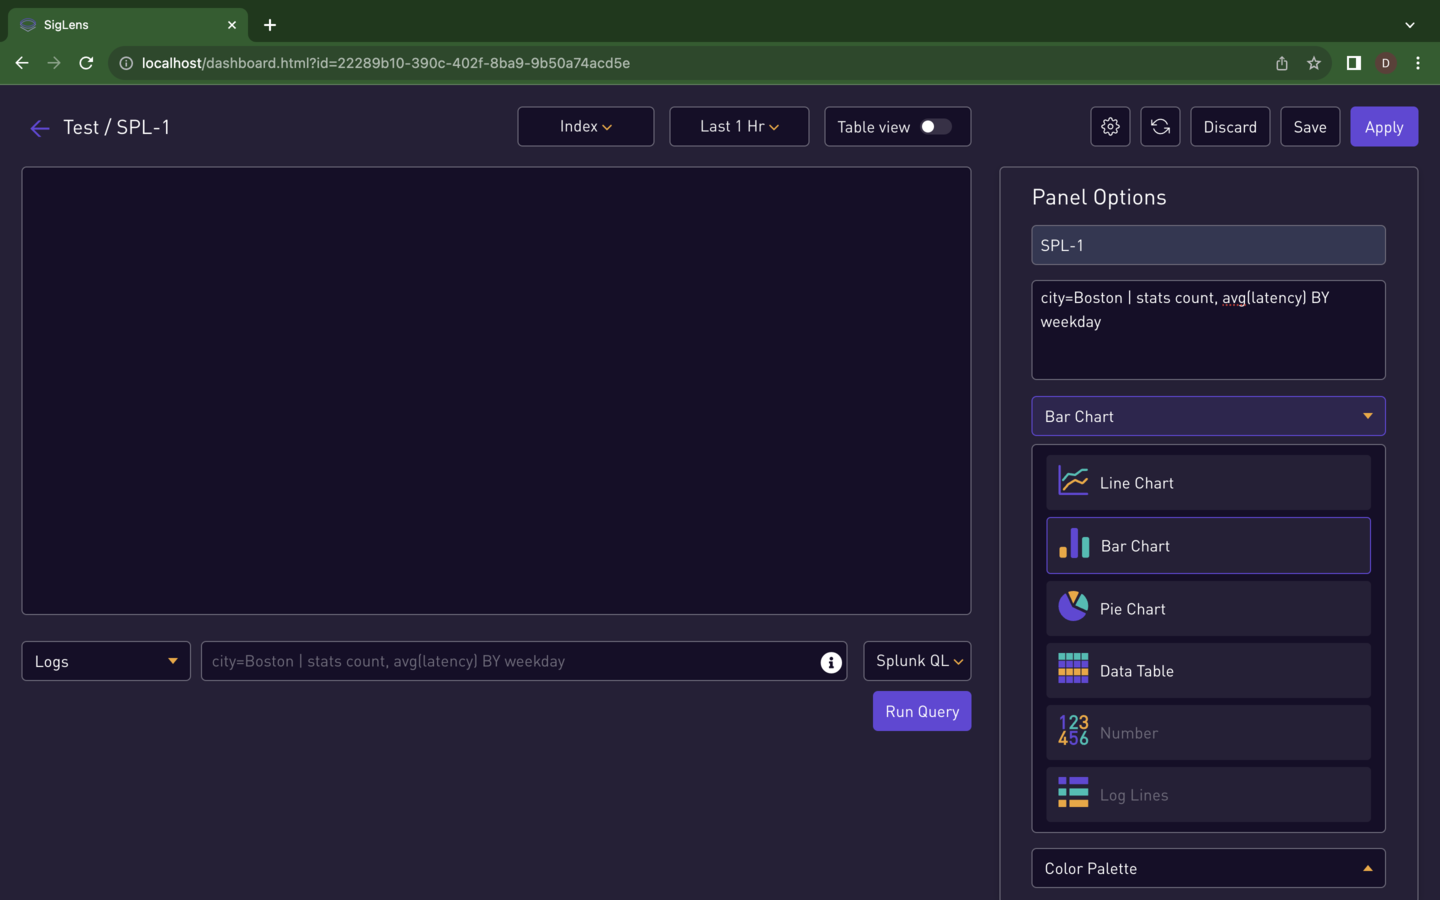 SigLens
localhost/dashboard.html?id=22289b10-390c-402f-8ba9-9b50a74acd5e
D
Test / SPL-1
Index
Last 1 Hr
Table view
Discard
Save
Apply
Panel Options
SPL-1
city=Boston | stats count, avg(latency) BY
weekday
Bar Chart
Line Chart
Bar Chart
Pie Chart
Data Table
123
456
Number
Log Lines
Color Palette
Logs
city=Boston | stats count, avg(latency) BY weekday
Splunk QL
Run Query